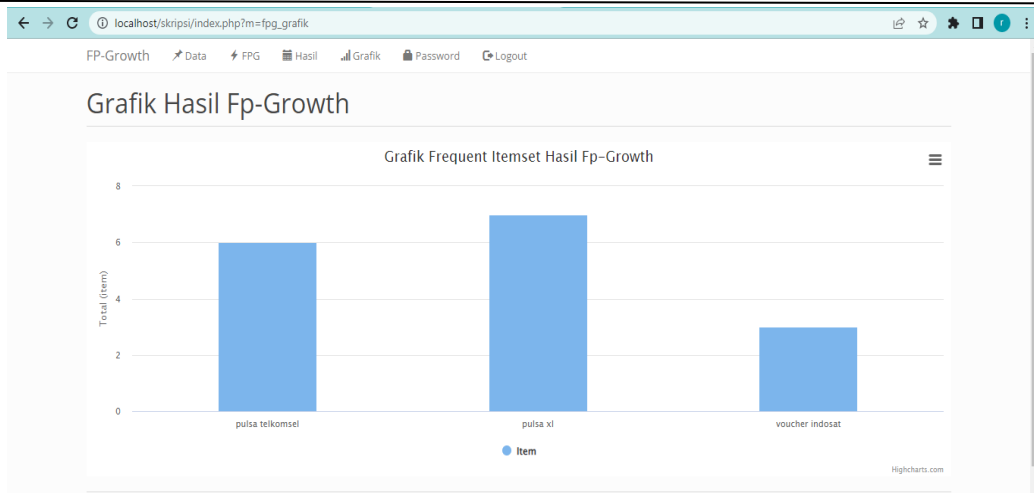 localhost/skripsi/index.php?m=fpg_grafik
r
FP-Growth Data FPG Hasil Grafik Password Logout
Grafik Hasil Fp-Growth
Grafik Frequent Itemset Hasil Fp-Growth
8
6
4
2
0
Total (item)
pulsa telkomsel pulsa xl voucher indosat
Item
Highcharts.com